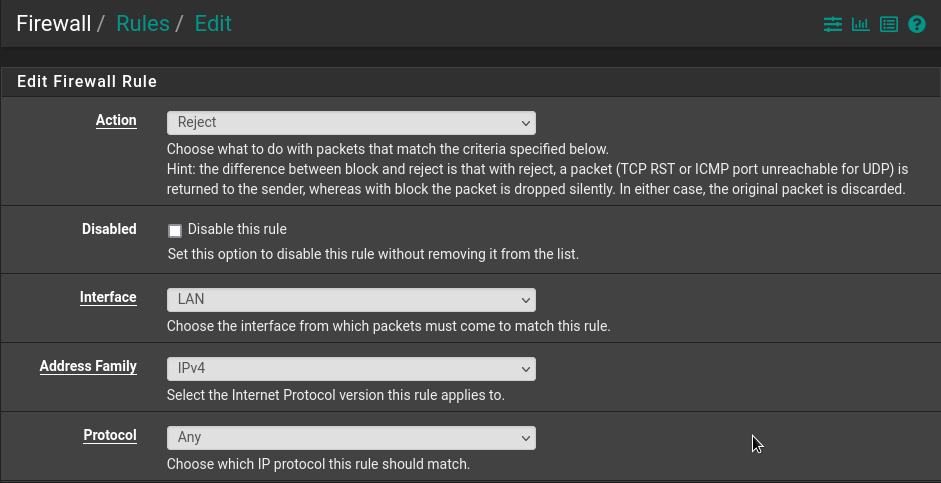 Firewall / Rules / Edit
Edit Firewall Rule
Action
Reject
Choose what to do with packets that match the criteria specified below.
Hint: the difference between block and reject is that with reject, a packet (TCP RST or ICMP port unreachable for UDP) is
returned to the sender, whereas with block the packet is dropped silently. In either case, the original packet is discarded.
Disabled
Disable this rule
Set this option to disable this rule without removing it from the list.
Interface
LAN
Choose the interface from which packets must come to match this rule.
Address Family
IPv4
Select the Internet Protocol version this rule applies to.
Protocol
Any
Choose which IP protocol this rule should match.